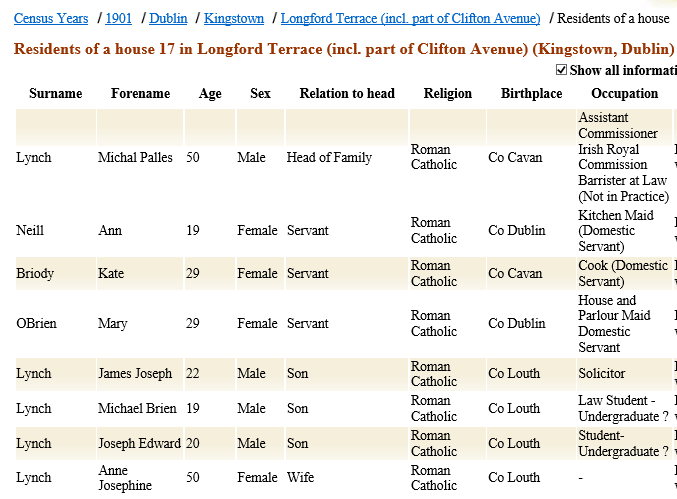 Census Years / 1901 / Dublin / Kingstown / Longford Terrace (incl. part of Clifton Avenue) / Residents of a house
Residents of a house 17 in Longford Terrace (incl. part of Clifton Avenue) (Kingstown, Dublin)
Show all informati
Surname Forename Age Sex Relation to head Religion Birthplace Occupation
Lynch Michal Palles 50 Male Head of Family Roman Catholic Co Cavan Assistant Commissioner Irish Royal Commission Barrister at Law (Not in Practice)
Neill Ann 19 Female Servant Roman Catholic Co Dublin Kitchen Maid (Domestic Servant)
Briody Kate 29 Female Servant Roman Catholic Co Cavan Cook (Domestic Servant)
OBrien Mary 29 Female Servant Roman Catholic Co Dublin House and Parlour Maid Domestic Servant
Lynch James Joseph 22 Male Son Roman Catholic Co Louth Solicitor
Lynch Michael Brien 19 Male Son Roman Catholic Co Louth Law Student - Undergraduate ?
Lynch Joseph Edward 20 Male Son Roman Catholic Co Louth Student- Undergraduate ?
Lynch Anne Josephine 50 Female Wife Roman Catholic Co Louth -